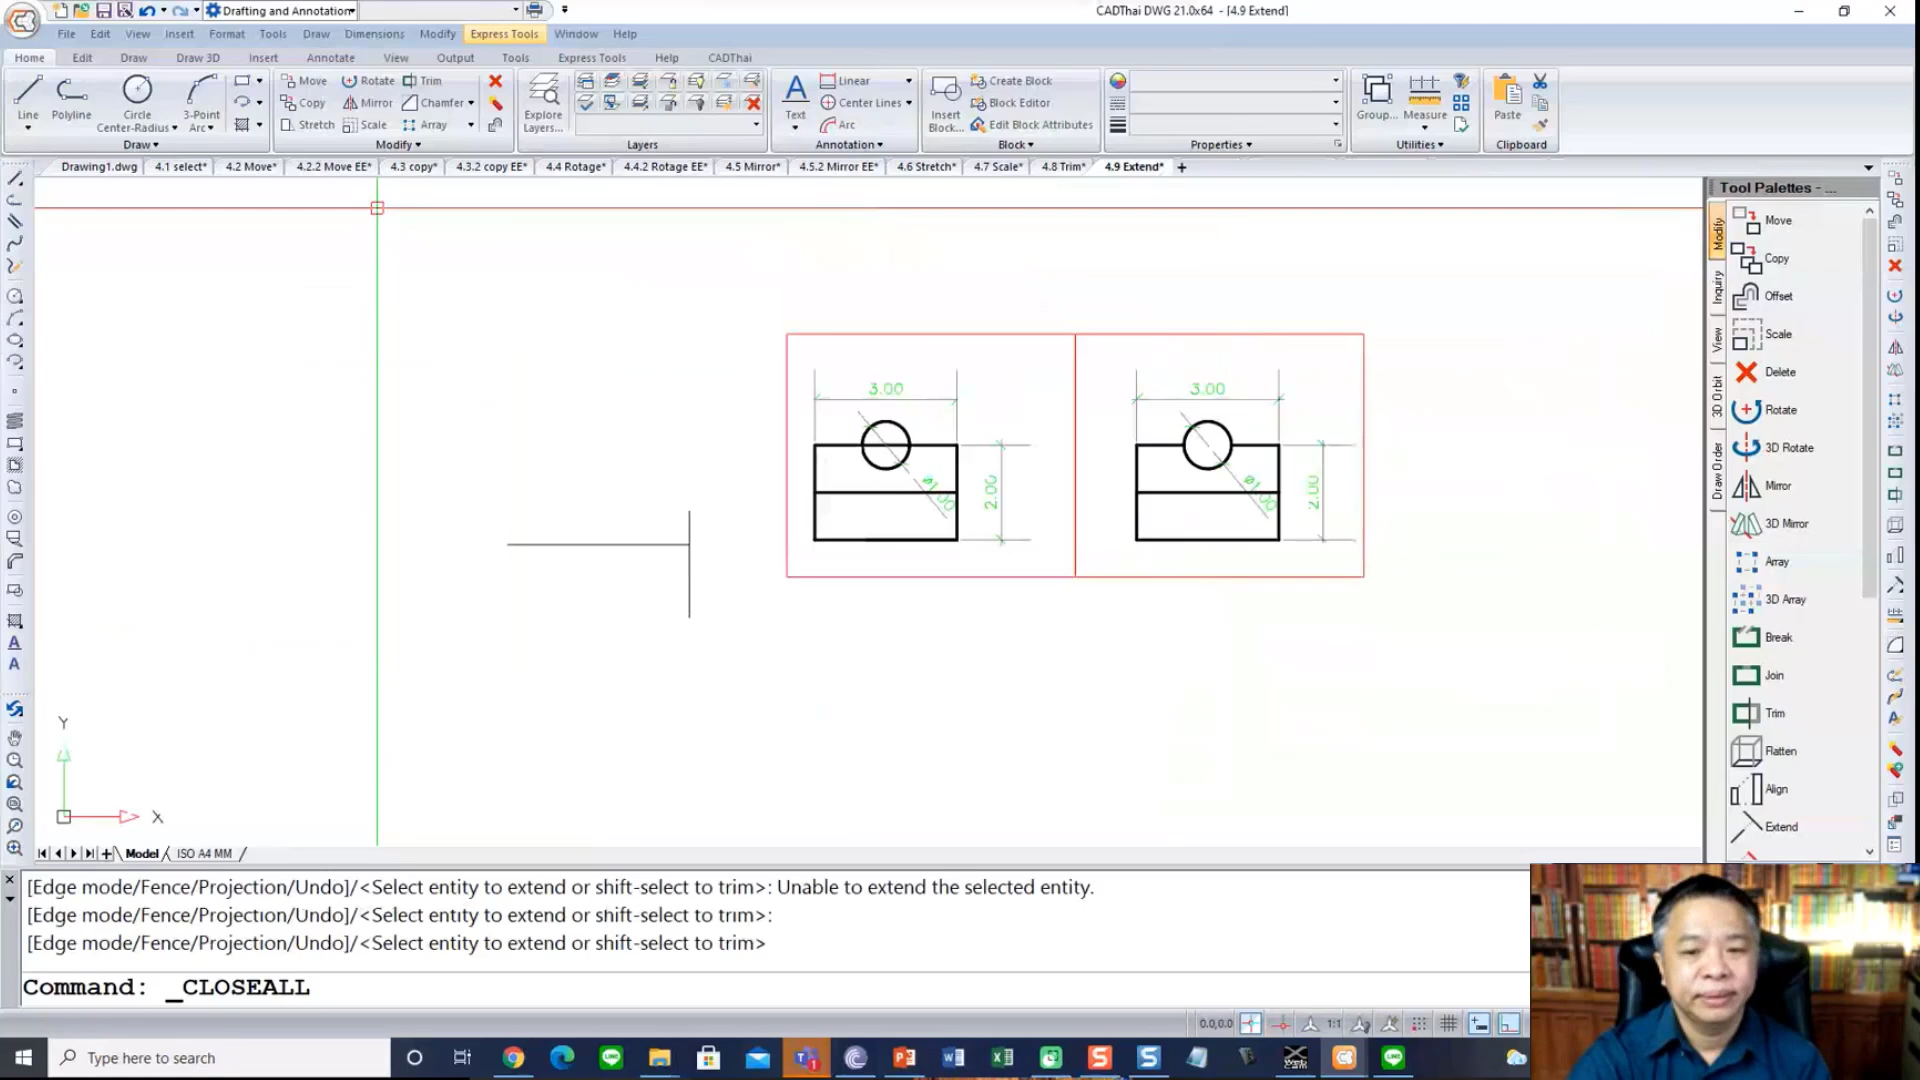 Drafting and Annotation
CADThai DWG 21.0x64 - [4.9 Extend]
File Edit View Insert Format Tools Draw Dimensions Modify Express Tools Window Help
Home Edit Draw Draw 3D Insert Annotate View Output Tools Express Tools Help CADThai
Line
Polyline
Circle Center-Radius
3-Point Arc
Draw
Move Rotate Trim
Copy Mirror Chamfer
Stretch Scale Array
Modify
Explore Layers...
Layers
Text
Linear
Center Lines
Arc
Annotation
Insert Block...
Create Block
Block Editor
Edit Block Attributes
Block
Properties
Group...
Measure
Utilities
Paste
Clipboard
Drawing1.dwg 4.1 select* 4.2 Move* 4.2.2 Move EE* 4.3 copy* 4.3.2 copy EE* 4.4 Rotage* 4.4.2 Rotage EE* 4.5 Mirror* 4.5.2 Mirror EE* 4.6 Stretch* 4.7 Scale* 4.8 Trim* 4.9 Extend*
Tool Palettes - ...
Modify
Inquiry
View
3D Orbit
Draw Order
Move
Copy
Offset
Scale
Delete
Rotate
3D Rotate
Mirror
3D Mirror
Array
3D Array
Break
Join
Trim
Flatten
Align
Extend
3.00
ø1.00
2.00
3.00
ø1.00
2.00
Y
X
Model ISO A4 MM
[Edge mode/Fence/Projection/Undo]/<Select entity to extend or shift-select to trim>: Unable to extend the selected entity.
[Edge mode/Fence/Projection/Undo]/<Select entity to extend or shift-select to trim>:
[Edge mode/Fence/Projection/Undo]/<Select entity to extend or shift-select to trim>
Command: _CLOSEALL
0.0,0.0 1:1
Type here to search